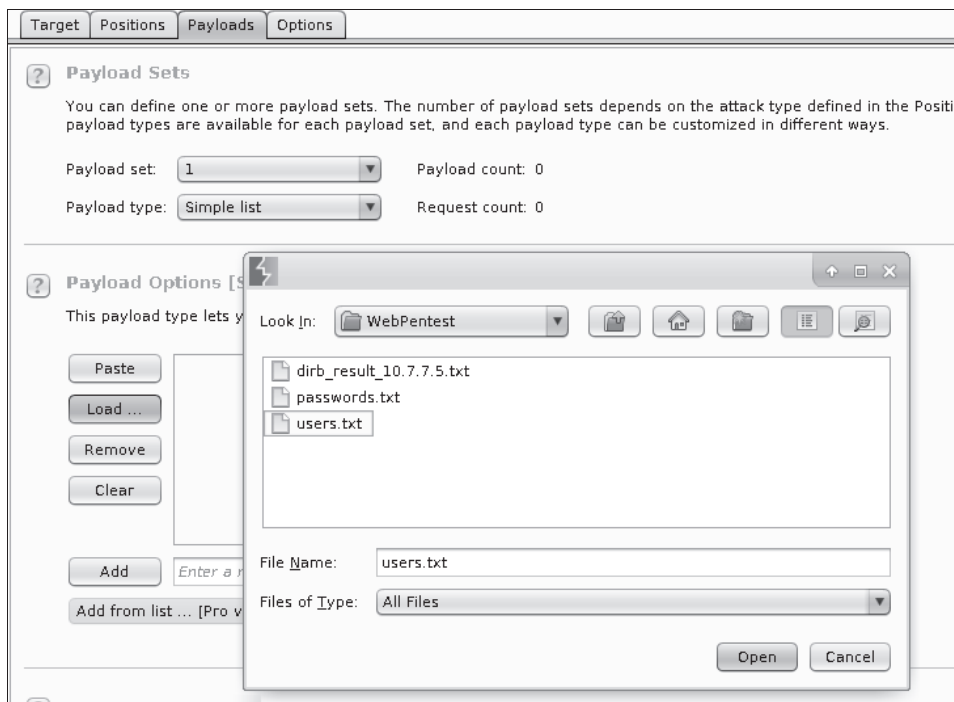 Target Positions Payloads Options
? Payload Sets
You can define one or more payload sets. The number of payload sets depends on the attack type defined in the Positi
payload types are available for each payload set, and each payload type can be customized in different ways.
Payload set: 1 Payload count: 0
Payload type: Simple list Request count: 0
? Payload Options [S
This payload type lets y
Paste
Load ...
Remove
Clear
Add Enter a n
Add from list ... [Pro v
Look In: WebPentest
dirb_result_10.7.7.5.txt
passwords.txt
users.txt
File Name: users.txt
Files of Type: All Files
Open Cancel